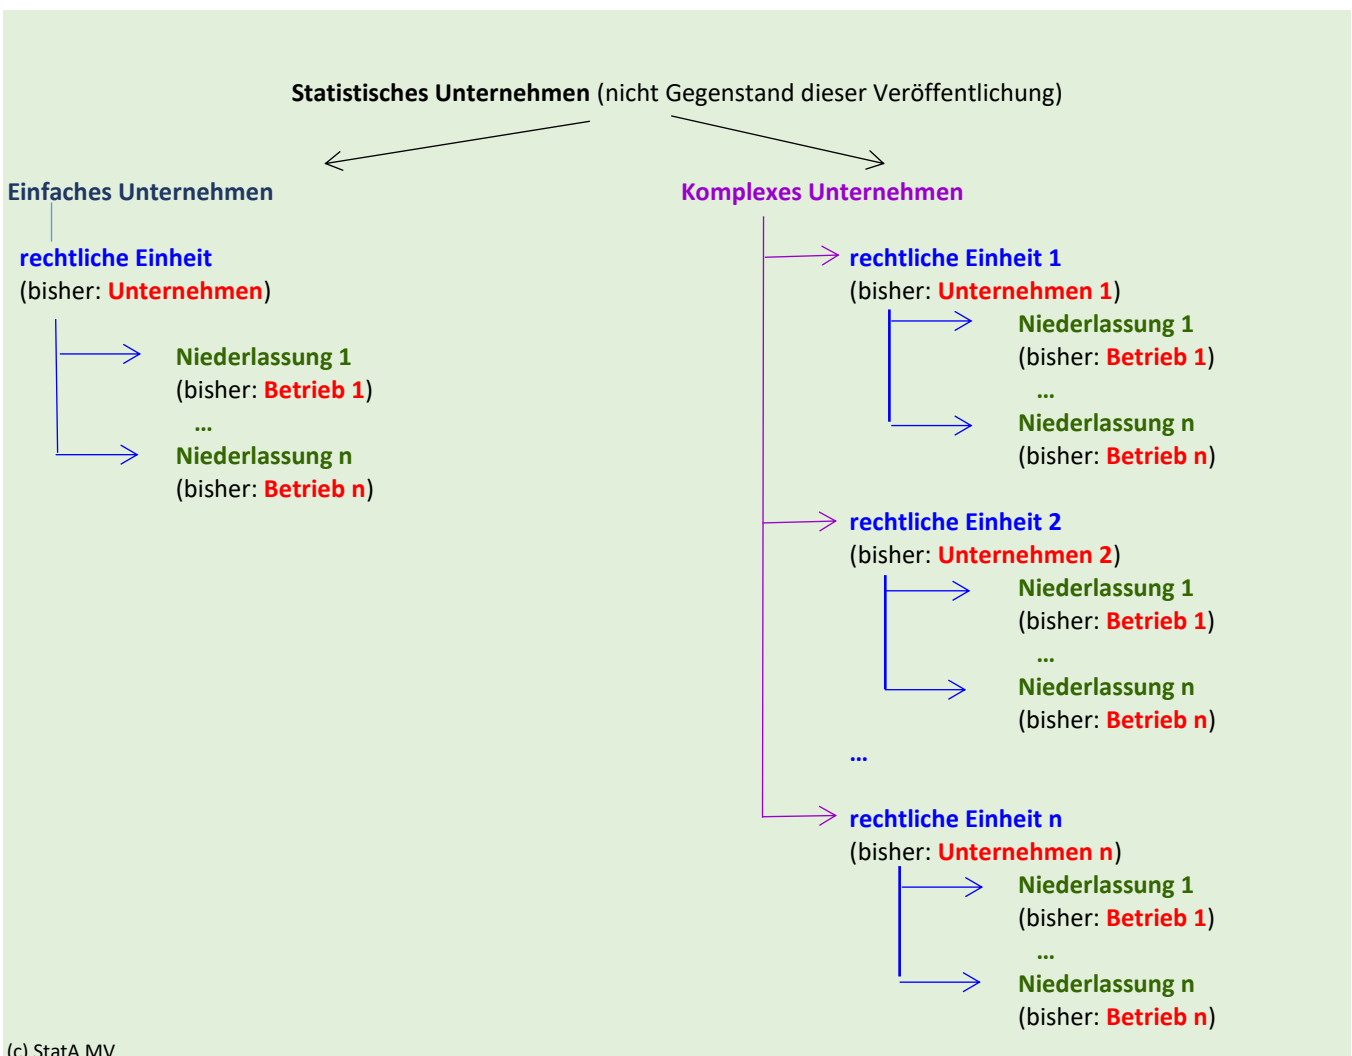 Statistisches Unternehmen (nicht Gegenstand dieser Veröffentlichung)
Einfaches Unternehmen
rechtliche Einheit
(bisher: Unternehmen)
Niederlassung 1
(bisher: Betrieb 1)
...
Niederlassung n
(bisher: Betrieb n)
Komplexes Unternehmen
rechtliche Einheit 1
(bisher: Unternehmen 1)
Niederlassung 1
(bisher: Betrieb 1)
...
Niederlassung n
(bisher: Betrieb n)
rechtliche Einheit 2
(bisher: Unternehmen 2)
Niederlassung 1
(bisher: Betrieb 1)
...
Niederlassung n
(bisher: Betrieb n)
...
rechtliche Einheit n
(bisher: Unternehmen n)
Niederlassung 1
(bisher: Betrieb 1)
...
Niederlassung n
(bisher: Betrieb n)
(c) StatA MV